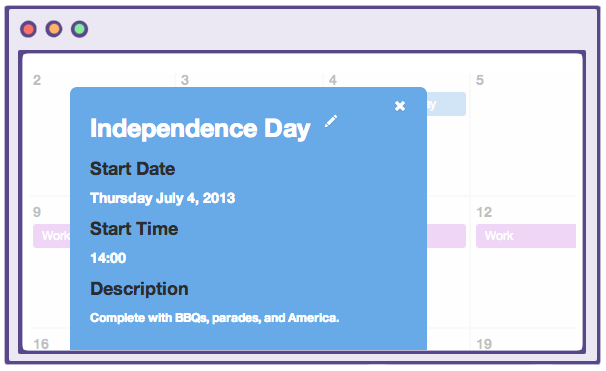 2 3 4 5
ay
Independence Day
Start Date
Thursday July 4, 2013
9 12
Start Time
Work Work
14:00
Description
Complete with BBQs, parades, and America.
16 19